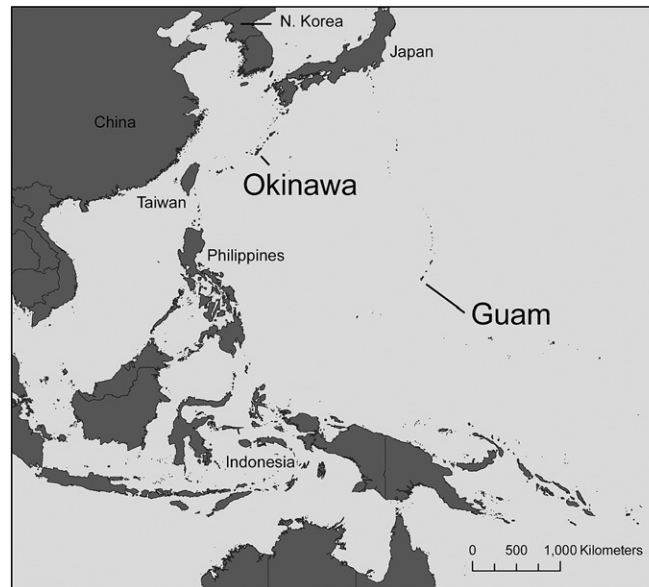 N. Korea
Japan
China
Okinawa
Taiwan
Philippines
Guam
Indonesia
0 500 1,000 Kilometers